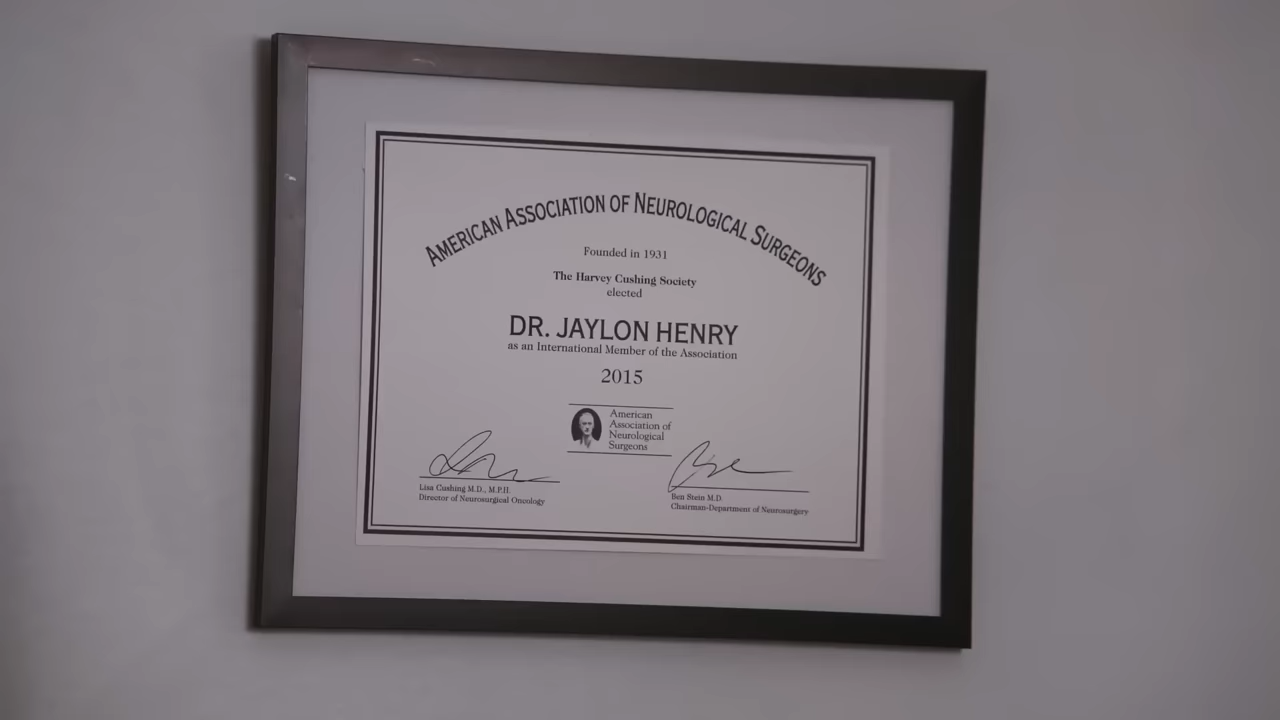 AMERICAN ASSOCIATION OF NEUROLOGICAL SURGEONS
Founded in 1931
The Harvey Cushing Society
elected
DR. JAYLON HENRY
as an International Member of the Association
2015
American
Association of
Neurological
Surgeons
Lisa Cushing M.D., M.P.H.
Director of Neurosurgical Oncology
Ben Stein M.D.
Chairman-Department of Neurosurgery